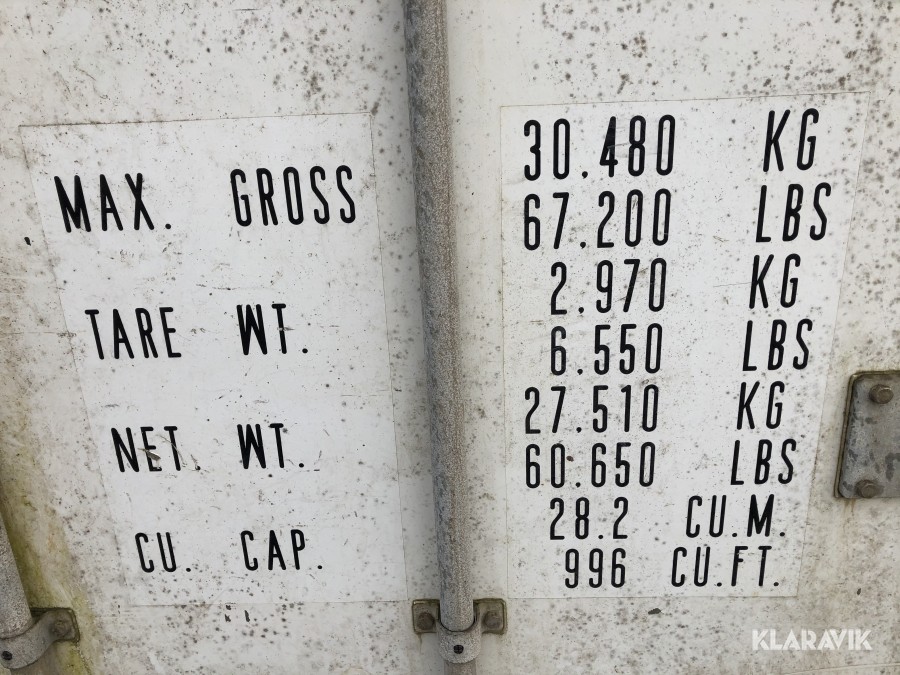 MAX. GROSS 30.480 KG
67.200 LBS
TARE WT. 2.970 KG
6.550 LBS
NET. WT. 27.510 KG
60.650 LBS
CU. CAP. 28.2 CU.M.
996 CU.FT.
KLARAVIK